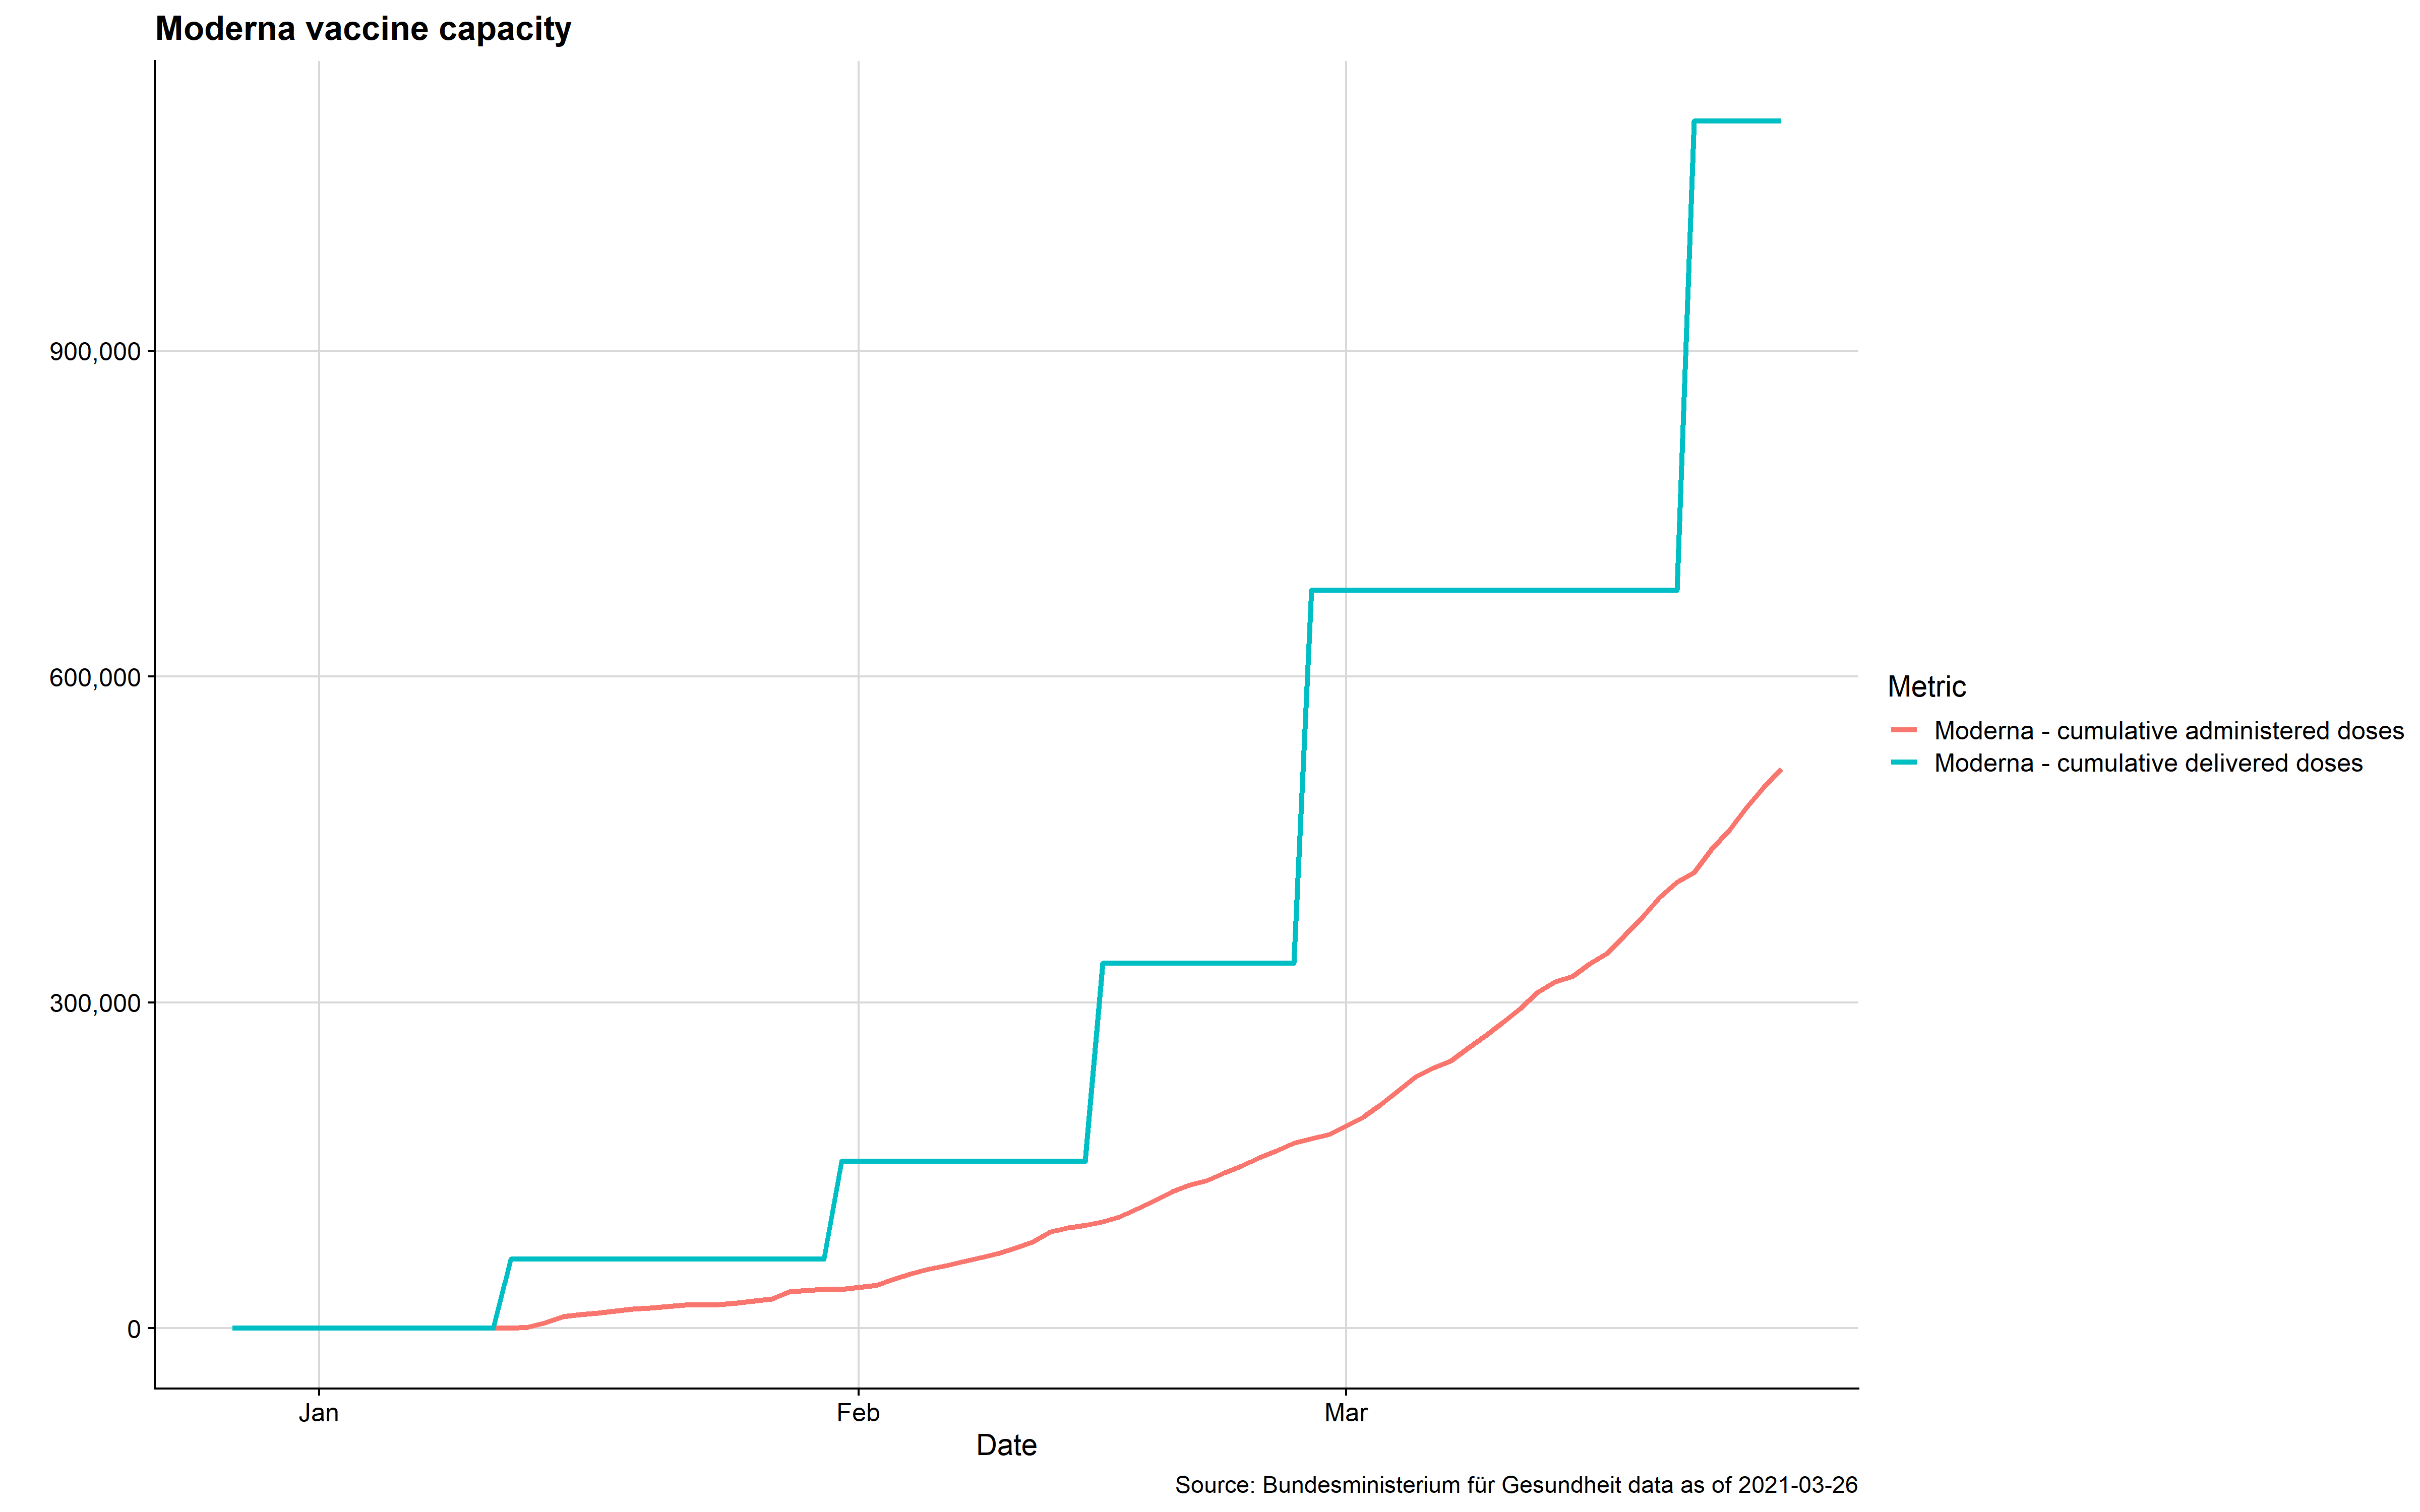 Moderna vaccine capacity
900,000
600,000
300,000
0
Jan
Feb
Mar
Date
Metric
Moderna - cumulative administered doses
Moderna - cumulative delivered doses
Source: Bundesministerium für Gesundheit data as of 2021-03-26